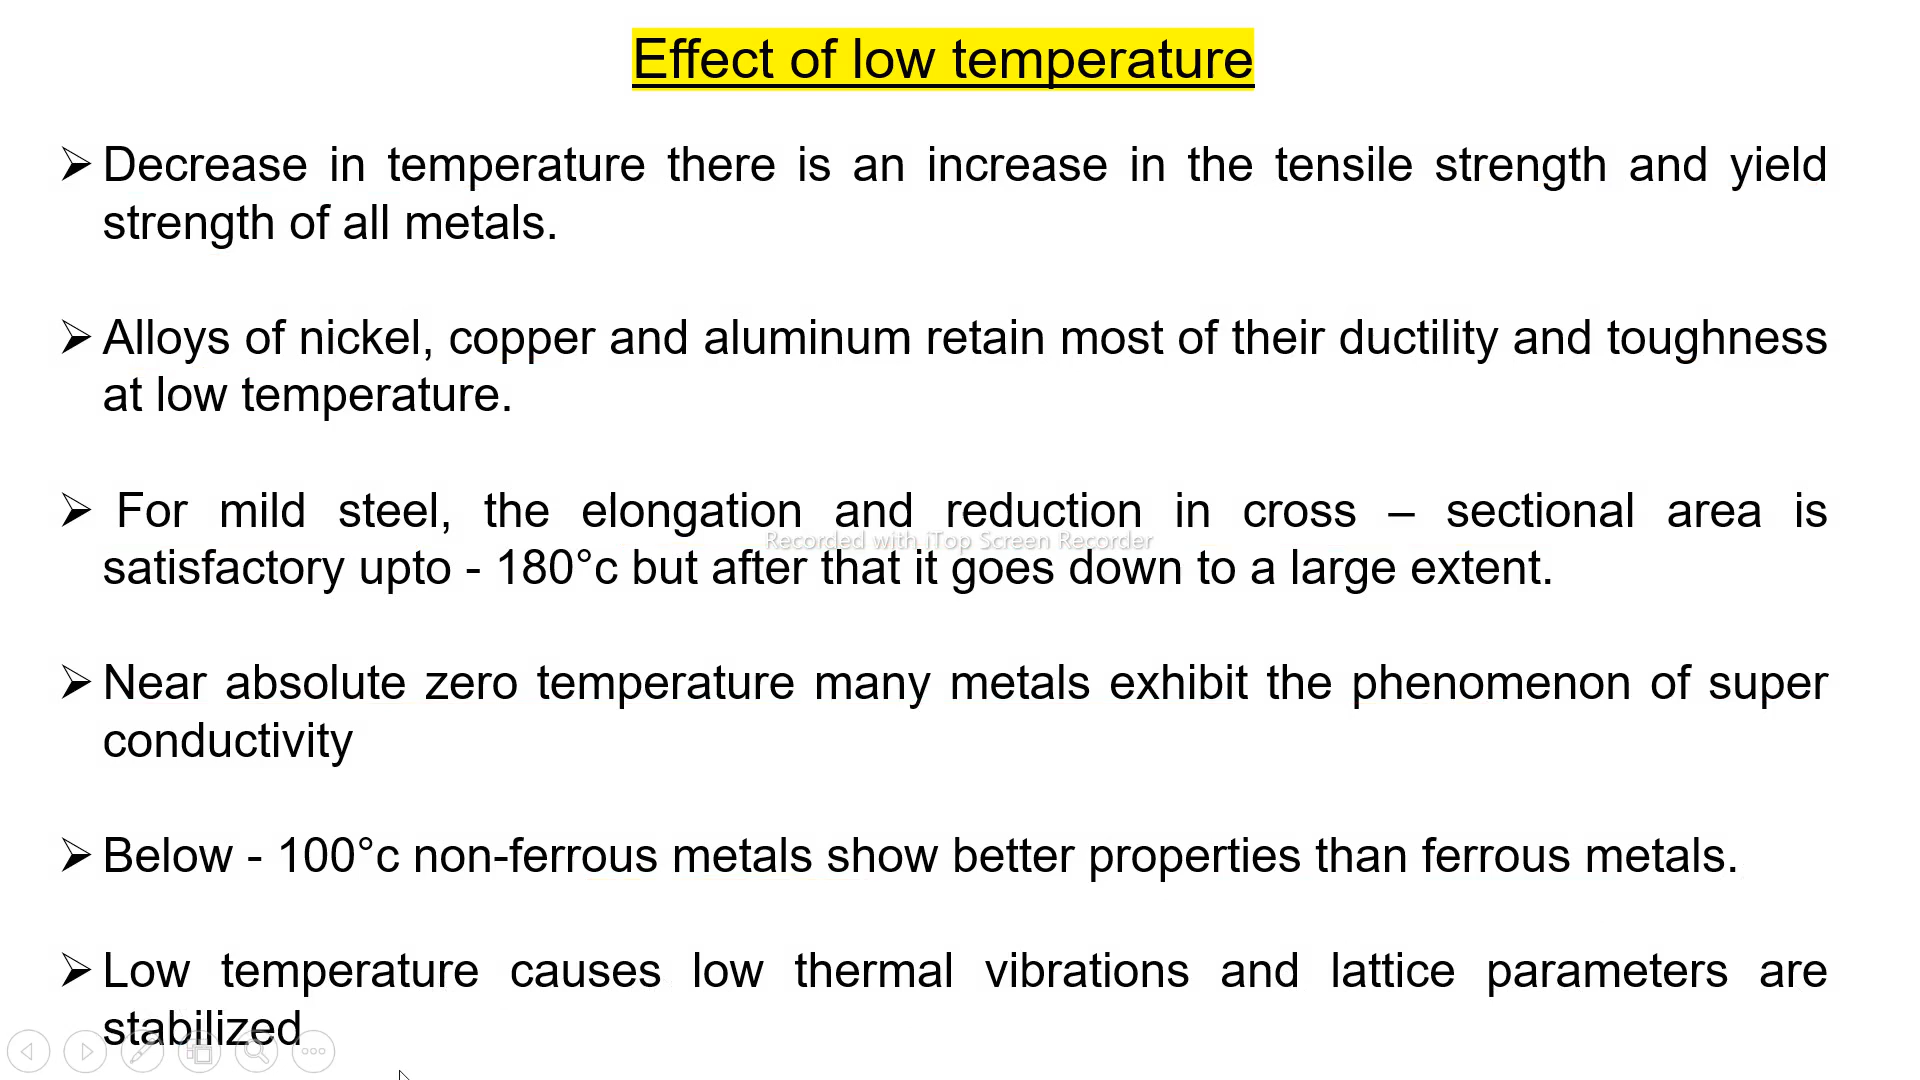 Effect of low temperature
➢ Decrease in temperature there is an increase in the tensile strength and yield
strength of all metals.
➢ Alloys of nickel, copper and aluminum retain most of their ductility and toughness
at low temperature.
➢ For mild steel, the elongation and reduction in cross – sectional area is
Recorded with iTop Screen Recorder
satisfactory upto - 180°c but after that it goes down to a large extent.
➢ Near absolute zero temperature many metals exhibit the phenomenon of super
conductivity
➢ Below - 100°c non-ferrous metals show better properties than ferrous metals.
➢ Low temperature causes low thermal vibrations and lattice parameters are
stabilized